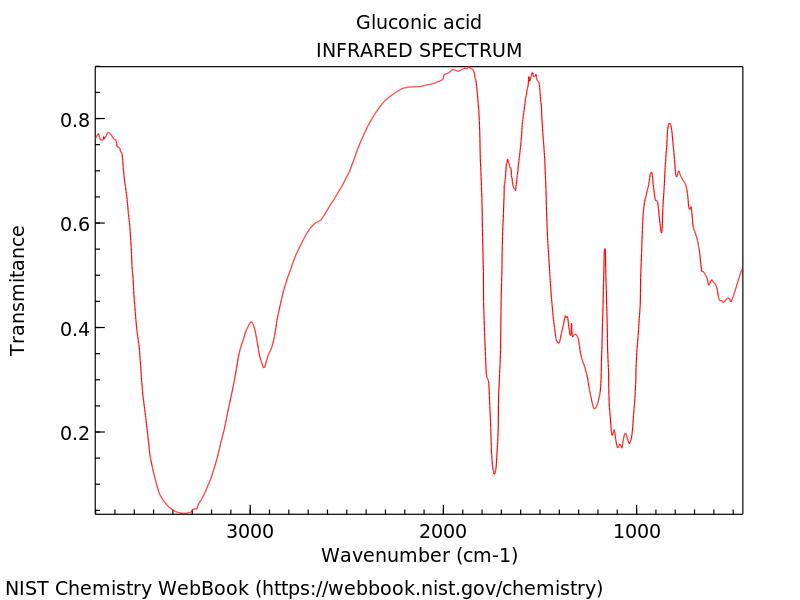 Gluconic acid
INFRARED SPECTRUM
0.8
0.6
0.4
0.2
Transmitance
3000 2000 1000
Wavenumber (cm-1)
NIST Chemistry WebBook (https://webbook.nist.gov/chemistry)